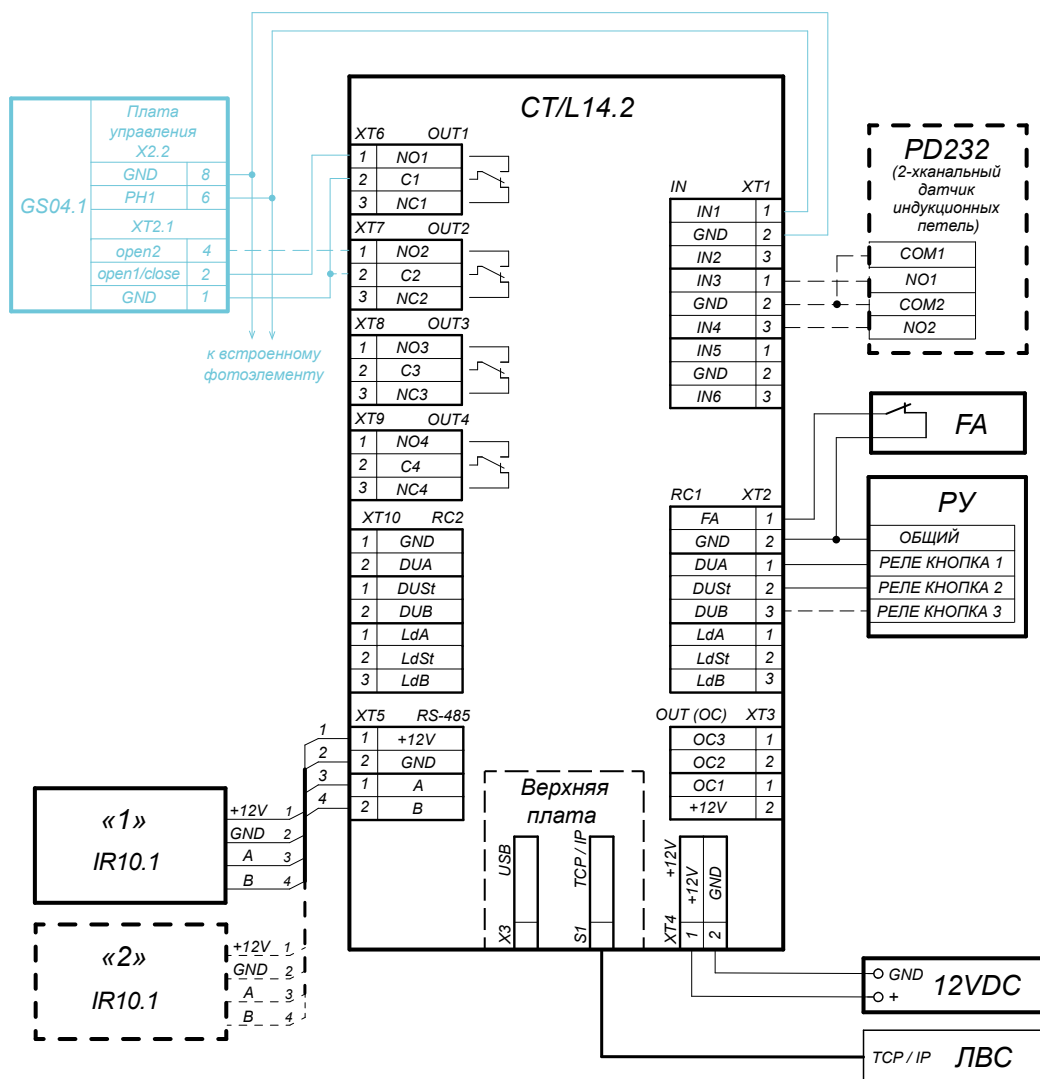 CT/L14.2
GS04.1
Плата
управления
X2.2
GND 8
PH1 6
XT2.1
open2 4
open1/close 2
GND 1
к встроенному
фотоэлементу
XT6 OUT1
1 NO1
2 C1
3 NC1
XT7 OUT2
1 NO2
2 C2
3 NC2
XT8 OUT3
1 NO3
2 C3
3 NC3
XT9 OUT4
1 NO4
2 C4
3 NC4
XT10 RC2
1 GND
2 DUA
1 DUSt
2 DUB
1 LdA
2 LdSt
3 LdB
XT5 RS-485
1 1 +12V
2 2 GND
3 1 A
4 2 B
«1»
IR10.1
+12V 1
GND 2
A 3
B 4
«2»
IR10.1
+12V 1
GND 2
A 3
B 4
IN XT1
IN1 1
GND 2
IN2 3
IN3 1
GND 2
IN4 3
IN5 1
GND 2
IN6 3
PD232
(2-хканальный
датчик
индукционных
петель)
COM1
NO1
COM2
NO2
FA
RC1 XT2
FA 1
GND 2
DUA 1
DUSt 2
DUB 3
LdA 1
LdSt 2
LdB 3
РУ
ОБЩИЙ
РЕЛЕ КНОПКА 1
РЕЛЕ КНОПКА 2
РЕЛЕ КНОПКА 3
OUT (OC) XT3
OC3 1
OC2 2
OC1 1
+12V 2
Верхняя
плата
X3 USB
S1 TCP / IP
XT4 +12V
1 +12V
2 GND
GND
+
12VDC
TCP / IP ЛВС